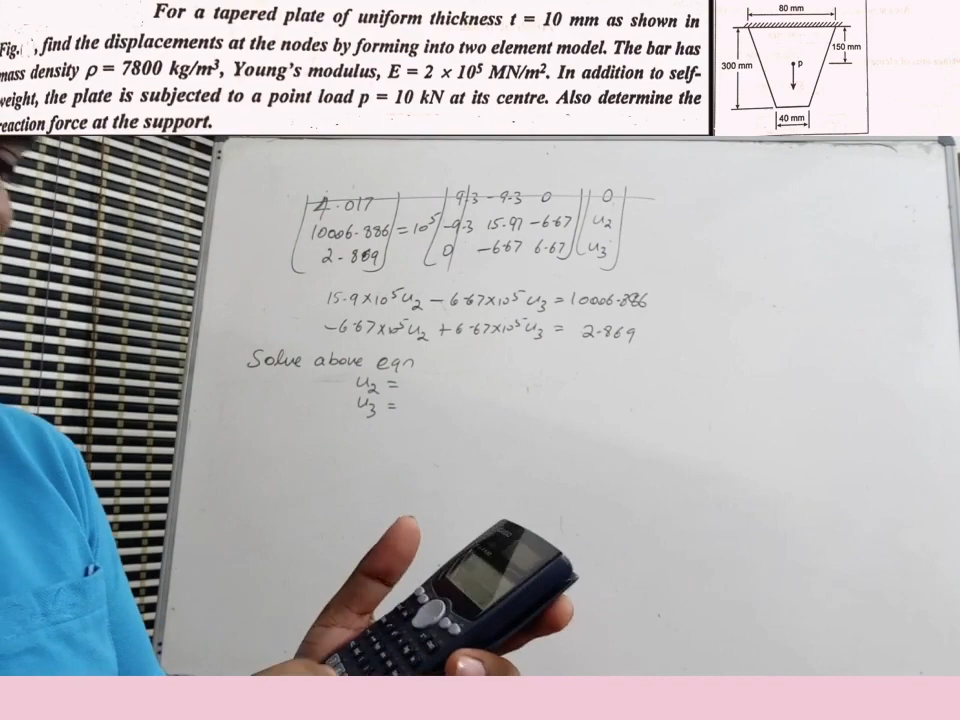 For a tapered plate of uniform thickness t = 10 mm as shown in
Fig. , find the displacements at the nodes by forming into two element model. The bar has
mass density ρ = 7800 kg/m³, Young's modulus, E = 2 × 10⁵ MN/m². In addition to self-
weight, the plate is subjected to a point load p = 10 kN at its centre. Also determine the
reaction force at the support.
80 mm
150 mm
300 mm
P
40 mm
4.017 9.3 -9.3 0 0
10006.886 = 10⁵ -9.3 15.97 -6.67 u₂
2.869 0 -6.67 6.67 u₃
15.9×10⁵u₂ - 6.67×10⁵u₃ = 10006.886
-6.67×10⁵u₂ + 6.67×10⁵u₃ = 2.869
Solve above eqn
u₂ =
u₃ =